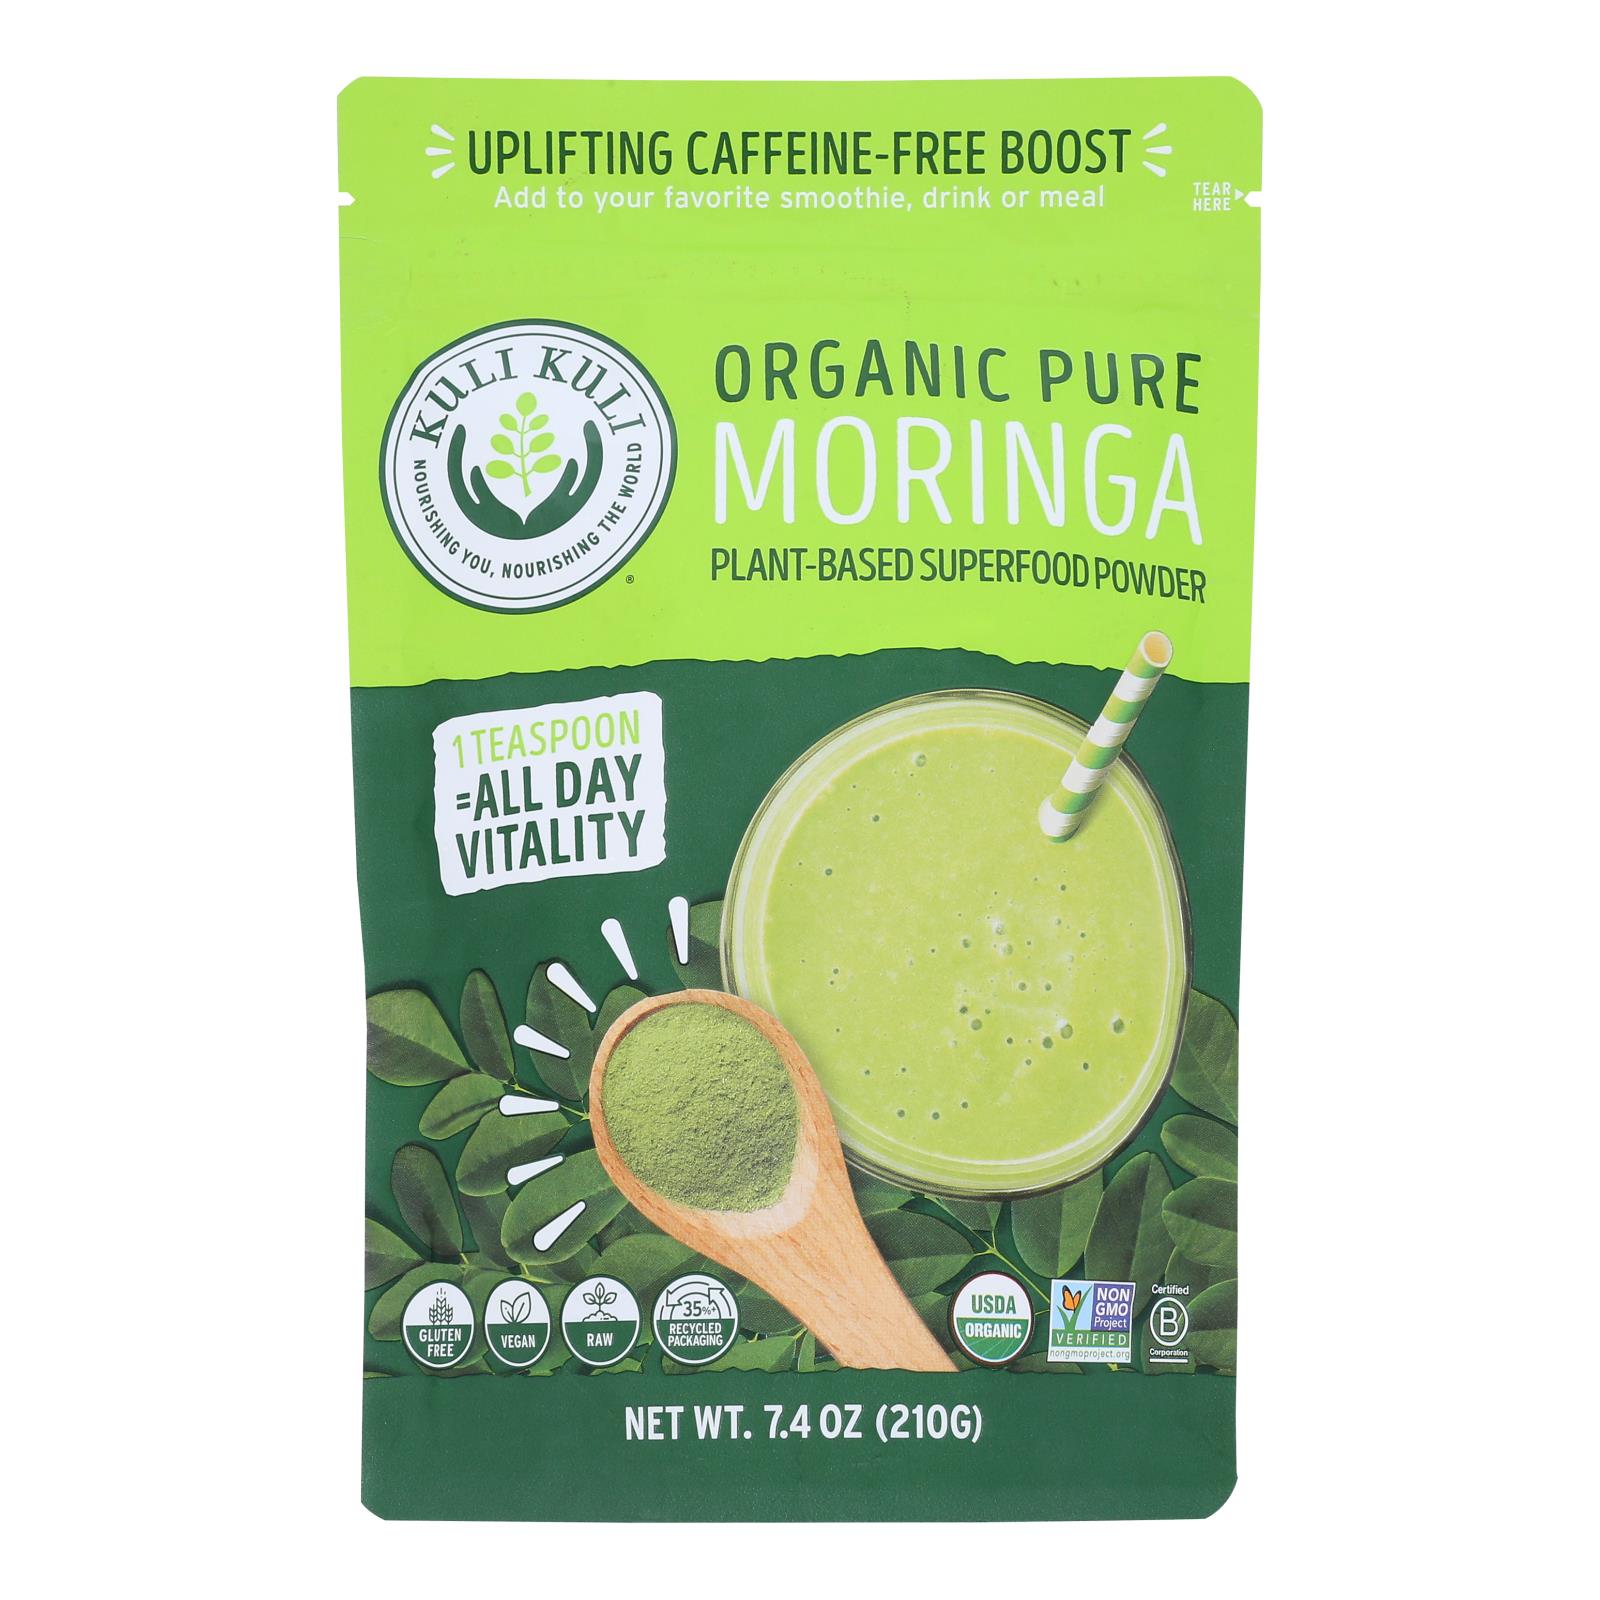 UPLIFTING CAFFEINE-FREE BOOST
Add to your favorite smoothie, drink or meal
TEAR
HERE
KULI KULI
NOURISHING YOU, NOURISHING THE WORLD
®
ORGANIC PURE
MORINGA
PLANT-BASED SUPERFOOD POWDER
1 TEASPOON
=ALL DAY
VITALITY
GLUTEN
FREE
VEGAN
RAW
35%+
RECYCLED
PACKAGING
USDA
ORGANIC
NON
GMO
Project
VERIFIED
nongmoproject.org
Certified
B
Corporation
NET WT. 7.4 OZ (210G)